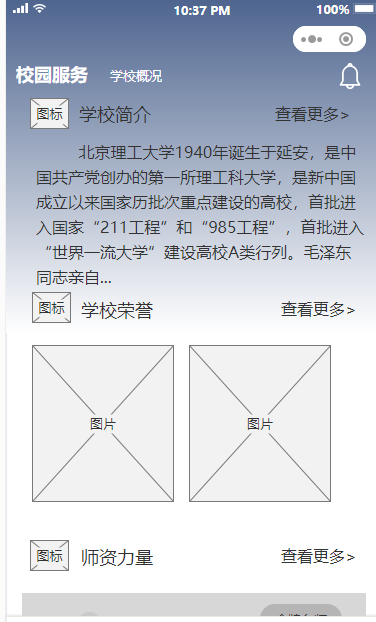 10:37 PM 100%
校园服务 学校概况
图标 学校简介 查看更多>
北京理工大学1940年诞生于延安，是中
国共产党创办的第一所理工科大学，是新中国
成立以来国家历批次重点建设的高校，首批进
入国家“211工程”和“985工程”，首批进入
“世界一流大学”建设高校A类行列。毛泽东
同志亲自...
图标 学校荣誉 查看更多>
图片 图片
图标 师资力量 查看更多>